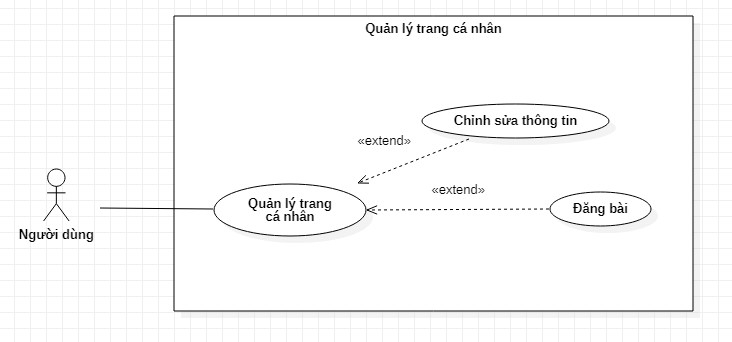 Quản lý trang cá nhân
Chỉnh sửa thông tin
«extend»
«extend»
Quản lý trang
cá nhân
Đăng bài
Người dùng